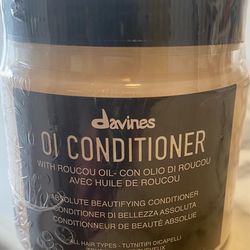 davines
OI CONDITIONER
WITH ROUCOU OIL- CON OLIO DI ROUCOU
AVEC HUILE DE ROUCOU
ABSOLUTE BEAUTIFYING CONDITIONER
CONDITIONER DI BELLEZZA ASSOLUTA
CONDITIONNEUR DE BEAUTÉ ABSOLUE
ALL HAIR TYPES - TUTTI TIPI DI CAPELLI